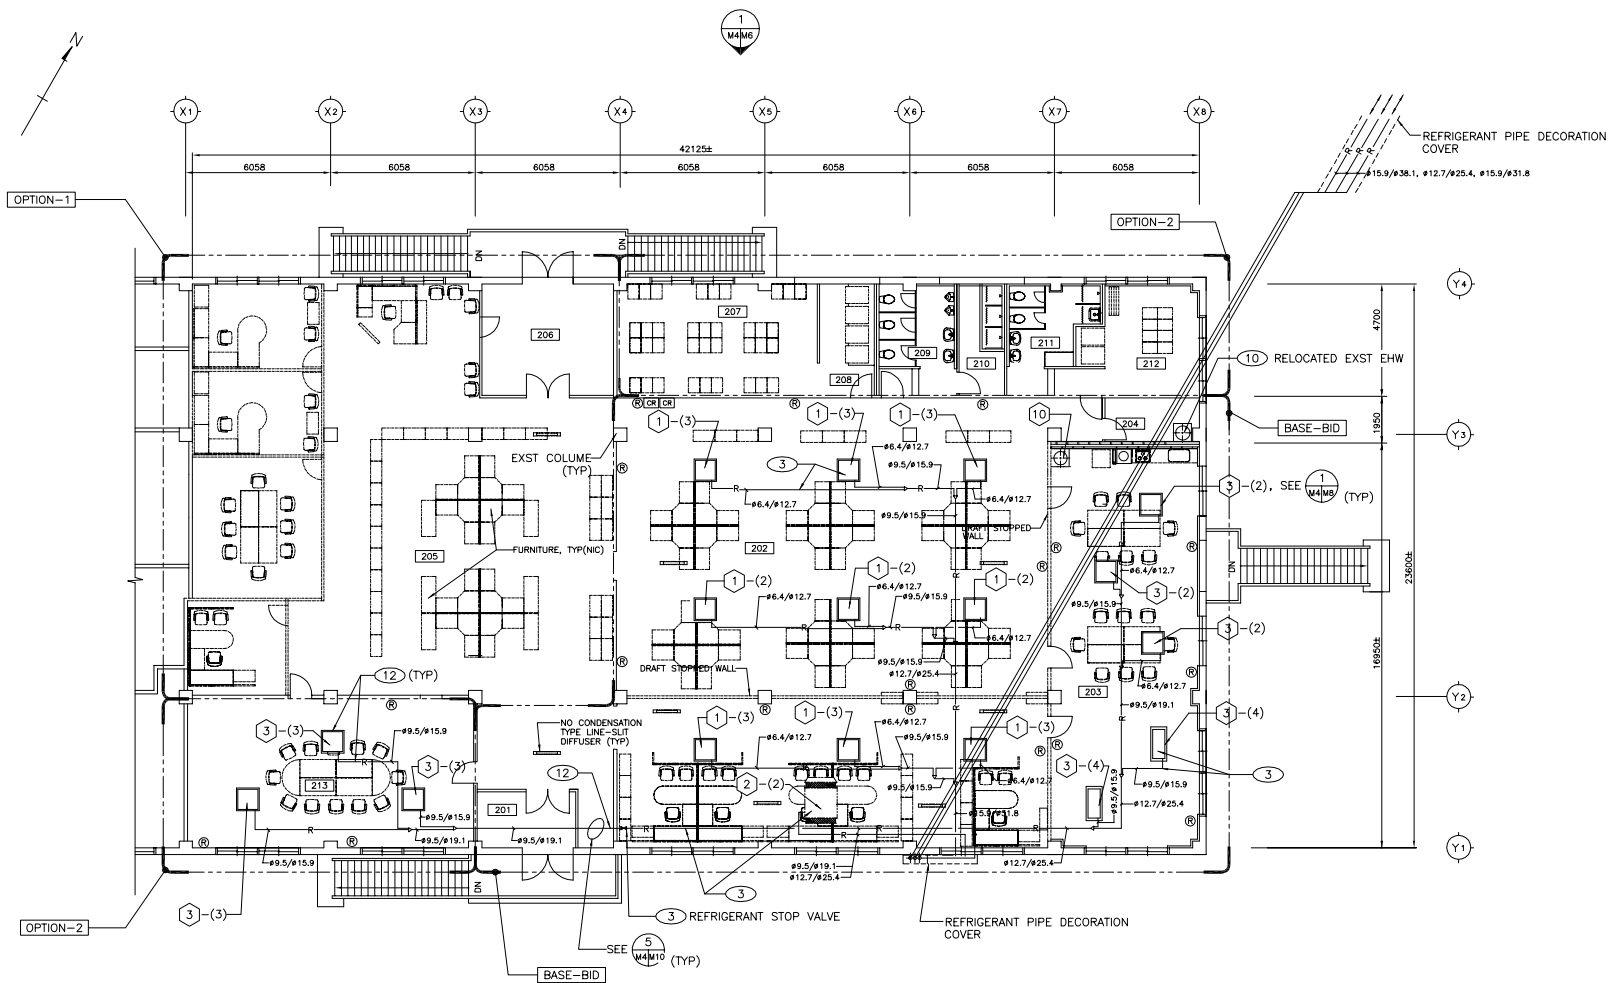 1
M4 M6
N
X1 X2 X3 X4 X5 X6 X7 X8
REFRIGERANT PIPE DECORATION
COVER
42125±
6058 6058 6058 6058 6058 6058 6058
ø15.9/ø38.1, ø12.7/ø25.4, ø15.9/ø31.8
R R R
OPTION-1
OPTION-2
DN DN
Y4
207
206
4700
209 210 211 212
208
10 RELOCATED EXST EHW
R CR CR R R
1 -(3) 1 -(3) 1 -(3)
10
204
1950
BASE-BID
Y3
EXST COLUME
(TYP)
ø6.4/ø12.7
3
ø9.5/ø15.9
R
R
ø6.4/ø12.7
ø6.4/ø12.7
3 -(2), SEE
1
M4 M8
(TYP)
ø9.5/ø15.9
DRAFT STOPPED
WALL
205
FURNITURE, TYP(NIC)
202
1 -(2) 1 -(2) 1 -(2)
ø6.4/ø12.7 ø6.4/ø12.7
ø9.5/ø15.9
ø6.4/ø12.7
3 -(2)
ø9.5/ø15.9
DN
23600±
R R
ø6.4/ø12.7
3 -(2)
16950±
ø9.5/ø15.9
ø12.7/ø25.4
DRAFT STOPPED WALL
ø6.4/ø12.7
12 (TYP)
203
Y2
ø9.5/ø19.1
R
3 -(3)
ø9.5/ø15.9
NO CONDENSATION
TYPE LINE-SLIT
DIFFUSER (TYP)
1 -(3) 1 -(3) 1 -(3)
ø6.4/ø12.7
ø9.5/ø15.9
3 -(4)
R
3 -(3)
ø6.4/ø12.7
12
213
2 -(2)
ø6.4/ø12.7
ø9.5/ø15.9
3 -(4)
ø9.5/ø15.9
3
201
ø9.5/ø15.9
ø15.9/ø31.8
ø9.5/ø15.9
ø12.7/ø25.4
R R R R
ø9.5/ø15.9
ø9.5/ø19.1 ø9.5/ø19.1
ø9.5/ø19.1
ø12.7/ø25.4
ø12.7/ø25.4
Y1
DN
3
3 -(3)
3 REFRIGERANT STOP VALVE
REFRIGERANT PIPE DECORATION
COVER
OPTION-2
SEE
5
M4 M10
(TYP)
BASE-BID